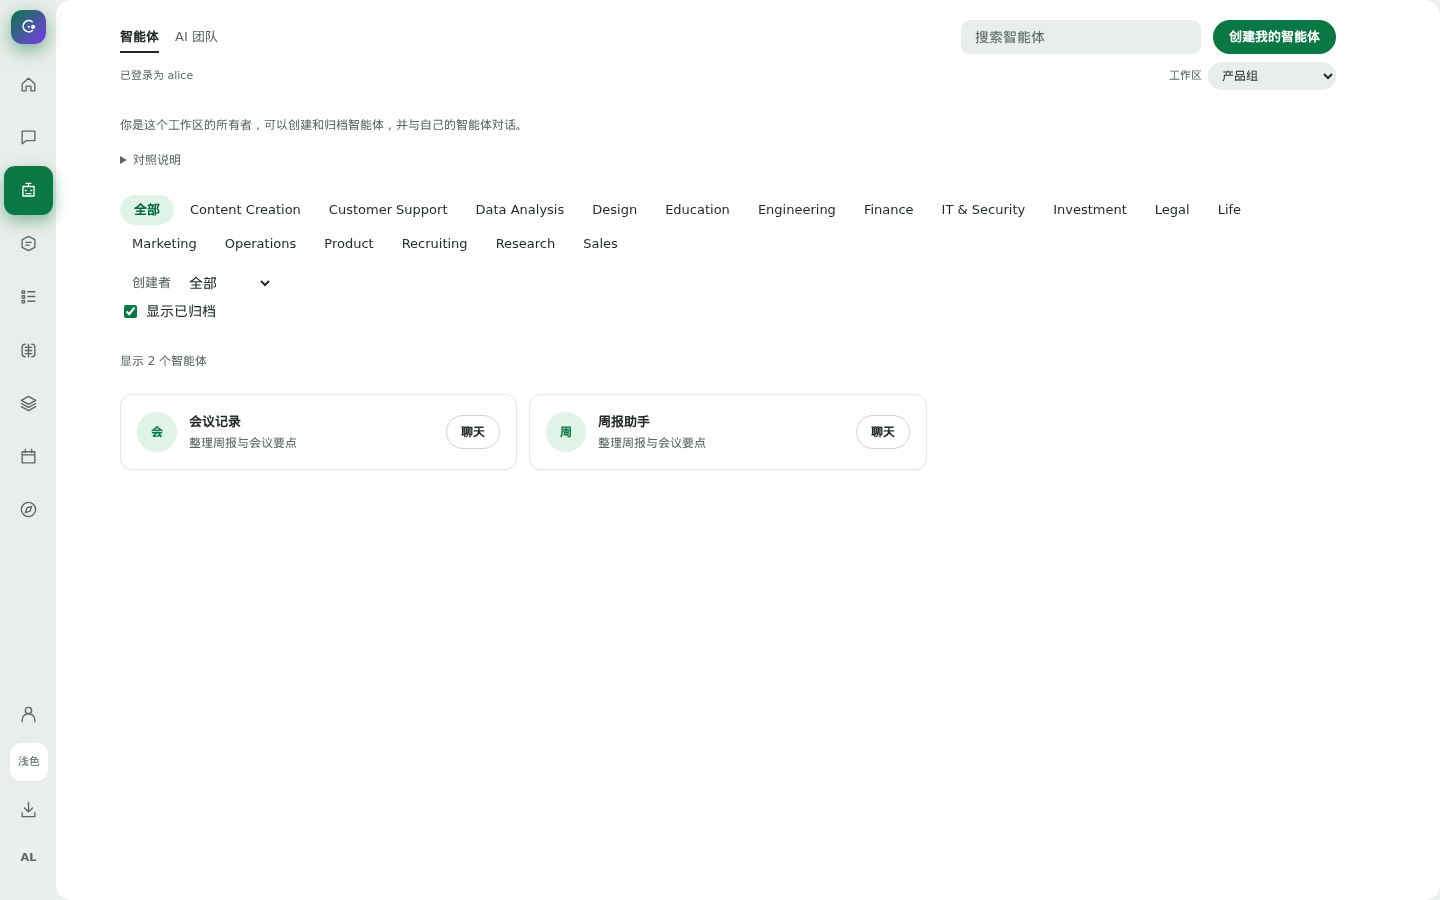 智能体 AI 团队
搜索智能体
创建我的智能体
已登录为 alice
工作区 产品组
你是这个工作区的所有者，可以创建和归档智能体，并与自己的智能体对话。
对照说明
全部 Content Creation Customer Support Data Analysis Design Education Engineering Finance IT & Security Investment Legal Life
Marketing Operations Product Recruiting Research Sales
创建者 全部
显示已归档
显示 2 个智能体
会 会议记录 聊天
整理周报与会议要点
周 周报助手 聊天
整理周报与会议要点
浅色
AL